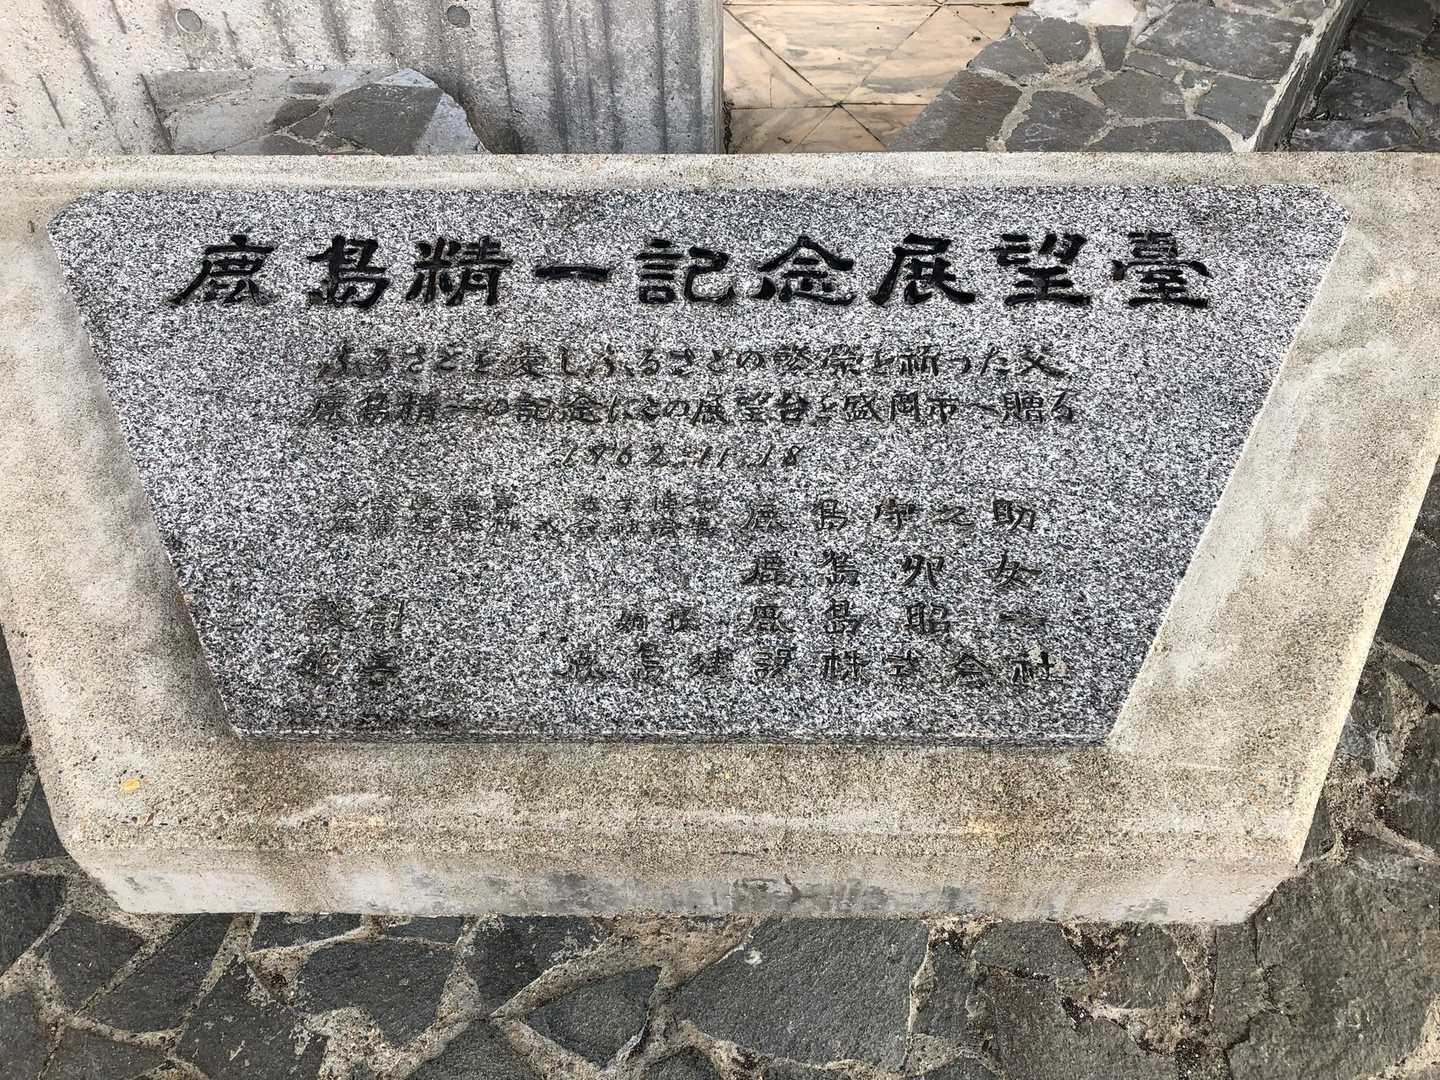 鹿島精一記念展望臺
ふるさとを愛しふるさとの繁栄を祈った父
鹿島精一の記念にこの展望台を盛岡市へ贈る
1962.11.18
鹿島守之助
鹿島卯女
設計 鹿島昭一
鹿島建設株式会社